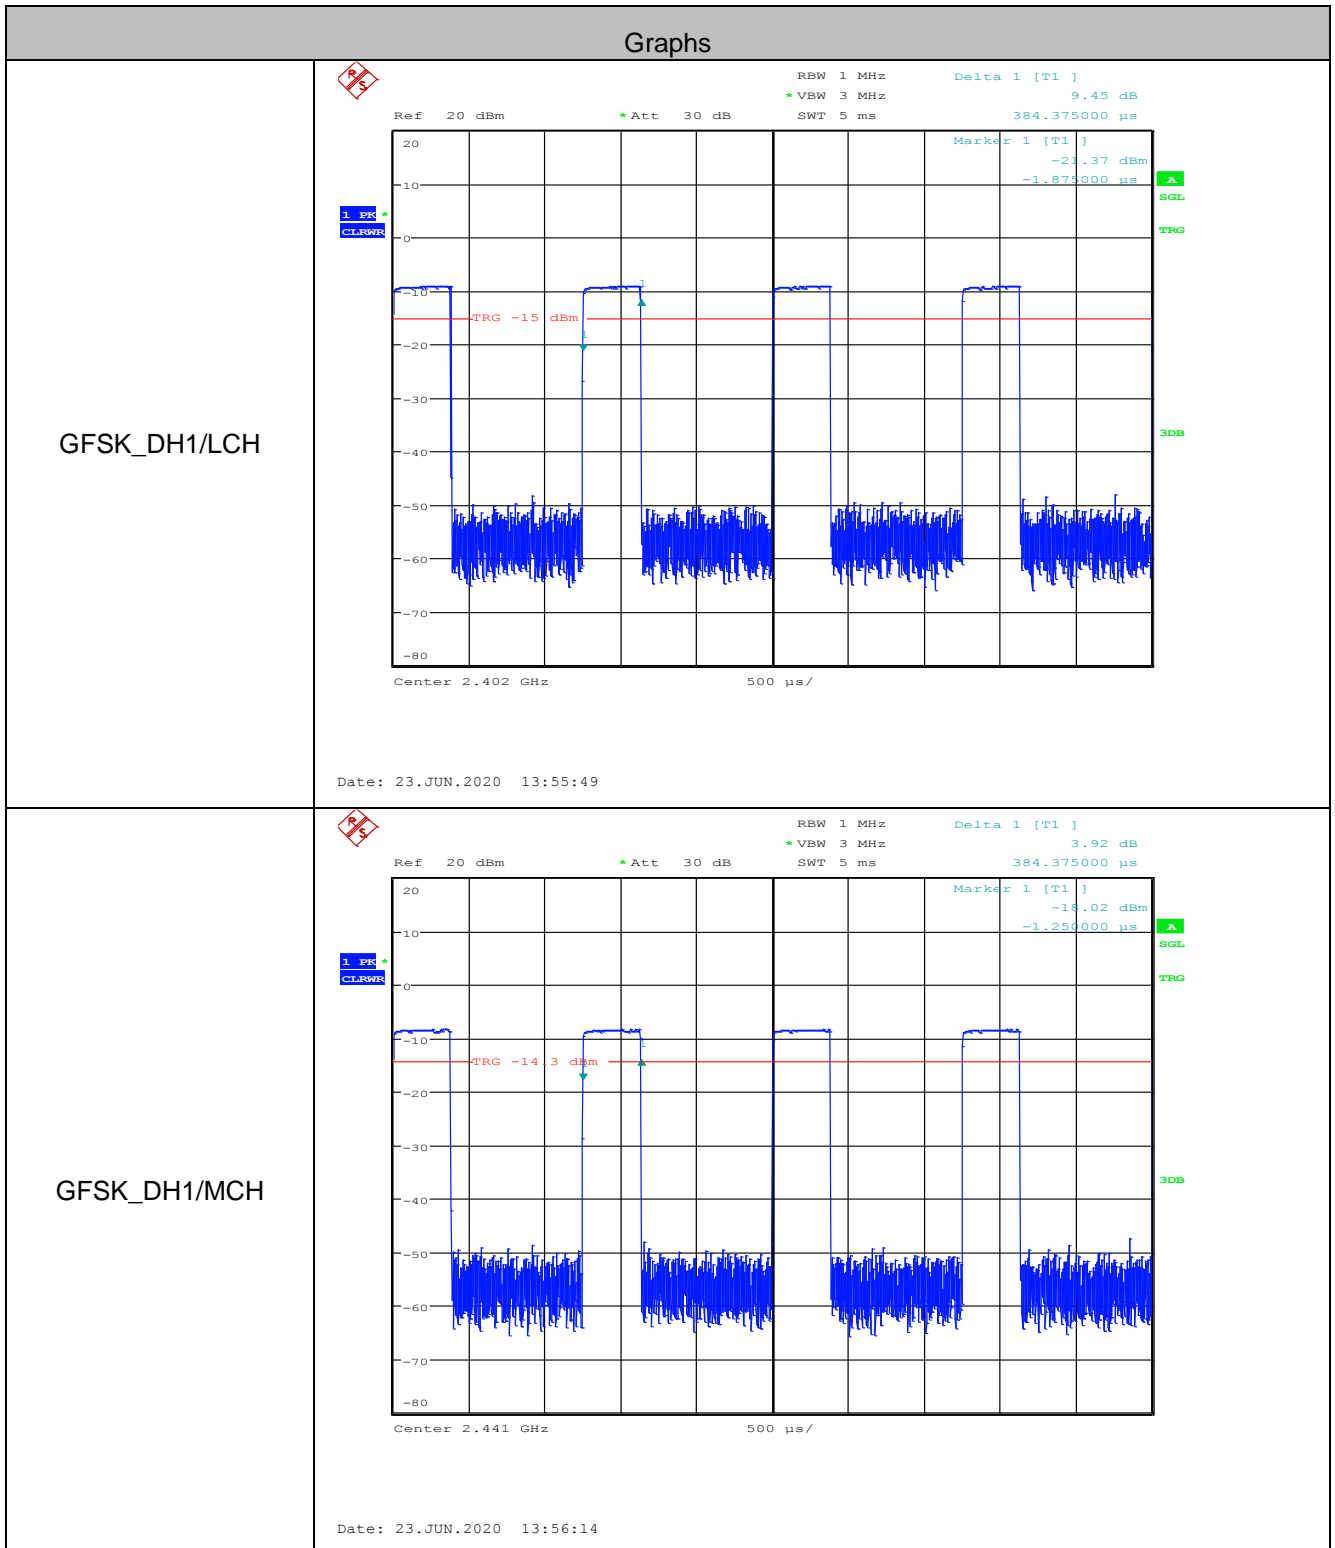 Graphs
GFSK_DH1/LCH
R S
RBW 1 MHz Delta 1 [T1 ]
* VBW 3 MHz 9.45 dB
Ref 20 dBm * Att 30 dB SWT 5 ms 384.375000 µs
20 Marker 1 [T1 ]
-21.37 dBm
-1.875000 µs A
10
SGL
1 PK *
CLRWR TRG
0
1
-10
TRG -15 dBm
1
-20
-30
3DB
-40
-50
-60
-70
-80
Center 2.402 GHz 500 µs/
Date: 23.JUN.2020 13:55:49
GFSK_DH1/MCH
R S
RBW 1 MHz Delta 1 [T1 ]
* VBW 3 MHz 3.92 dB
Ref 20 dBm * Att 30 dB SWT 5 ms 384.375000 µs
20 Marker 1 [T1 ]
-18.02 dBm
-1.250000 µs A
10
SGL
1 PK *
CLRWR TRG
0
-10
1
TRG -14.3 dBm
-20
-30
3DB
-40
-50
-60
-70
-80
Center 2.441 GHz 500 µs/
Date: 23.JUN.2020 13:56:14